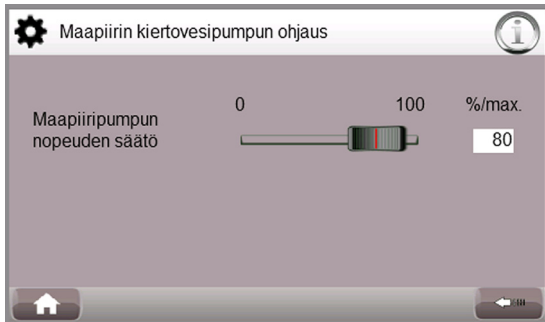 Maapiirin kiertovesipumpun ohjaus
0 100 %/max.
Maapiiripumpun
nopeuden säätö
80